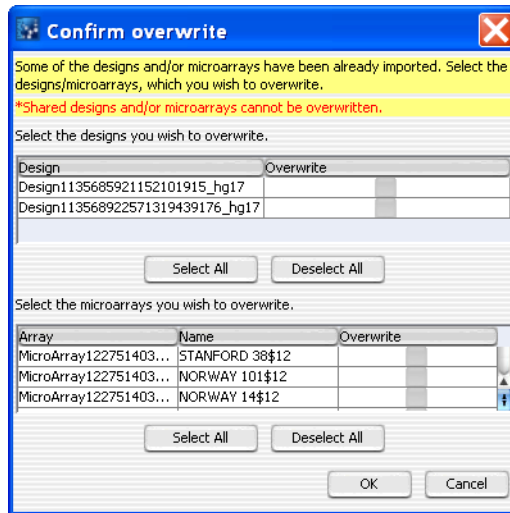 Confirm overwrite
Some of the designs and/or microarrays have been already imported. Select the
designs/microarrays, which you wish to overwrite.
*Shared designs and/or microarrays cannot be overwritten.
Select the designs you wish to overwrite.
Design Overwrite
Design1135685921152101915_hg17
Design113568922571319439176_hg17
Select All Deselect All
Select the microarrays you wish to overwrite.
Array Name Overwrite
MicroArray122751403... STANFORD 38$12
MicroArray122751403... NORWAY 101$12
MicroArray122751403... NORWAY 14$12
Select All Deselect All
OK Cancel